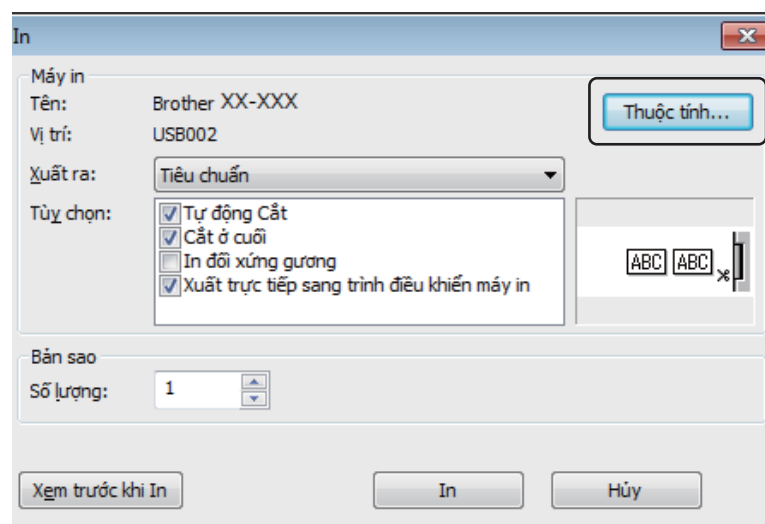 In
Máy in
Tên: Brother XX-XXX
Thuộc tính...
Vị trí: USB002
Xuất ra: Tiêu chuẩn
Tùy chọn: Tự động Cắt
Cắt ở cuối
In đối xứng gương
Xuất trực tiếp sang trình điều khiển máy in
ABC ABC
Bản sao
Số lượng: 1
Xem trước khi In In Hủy